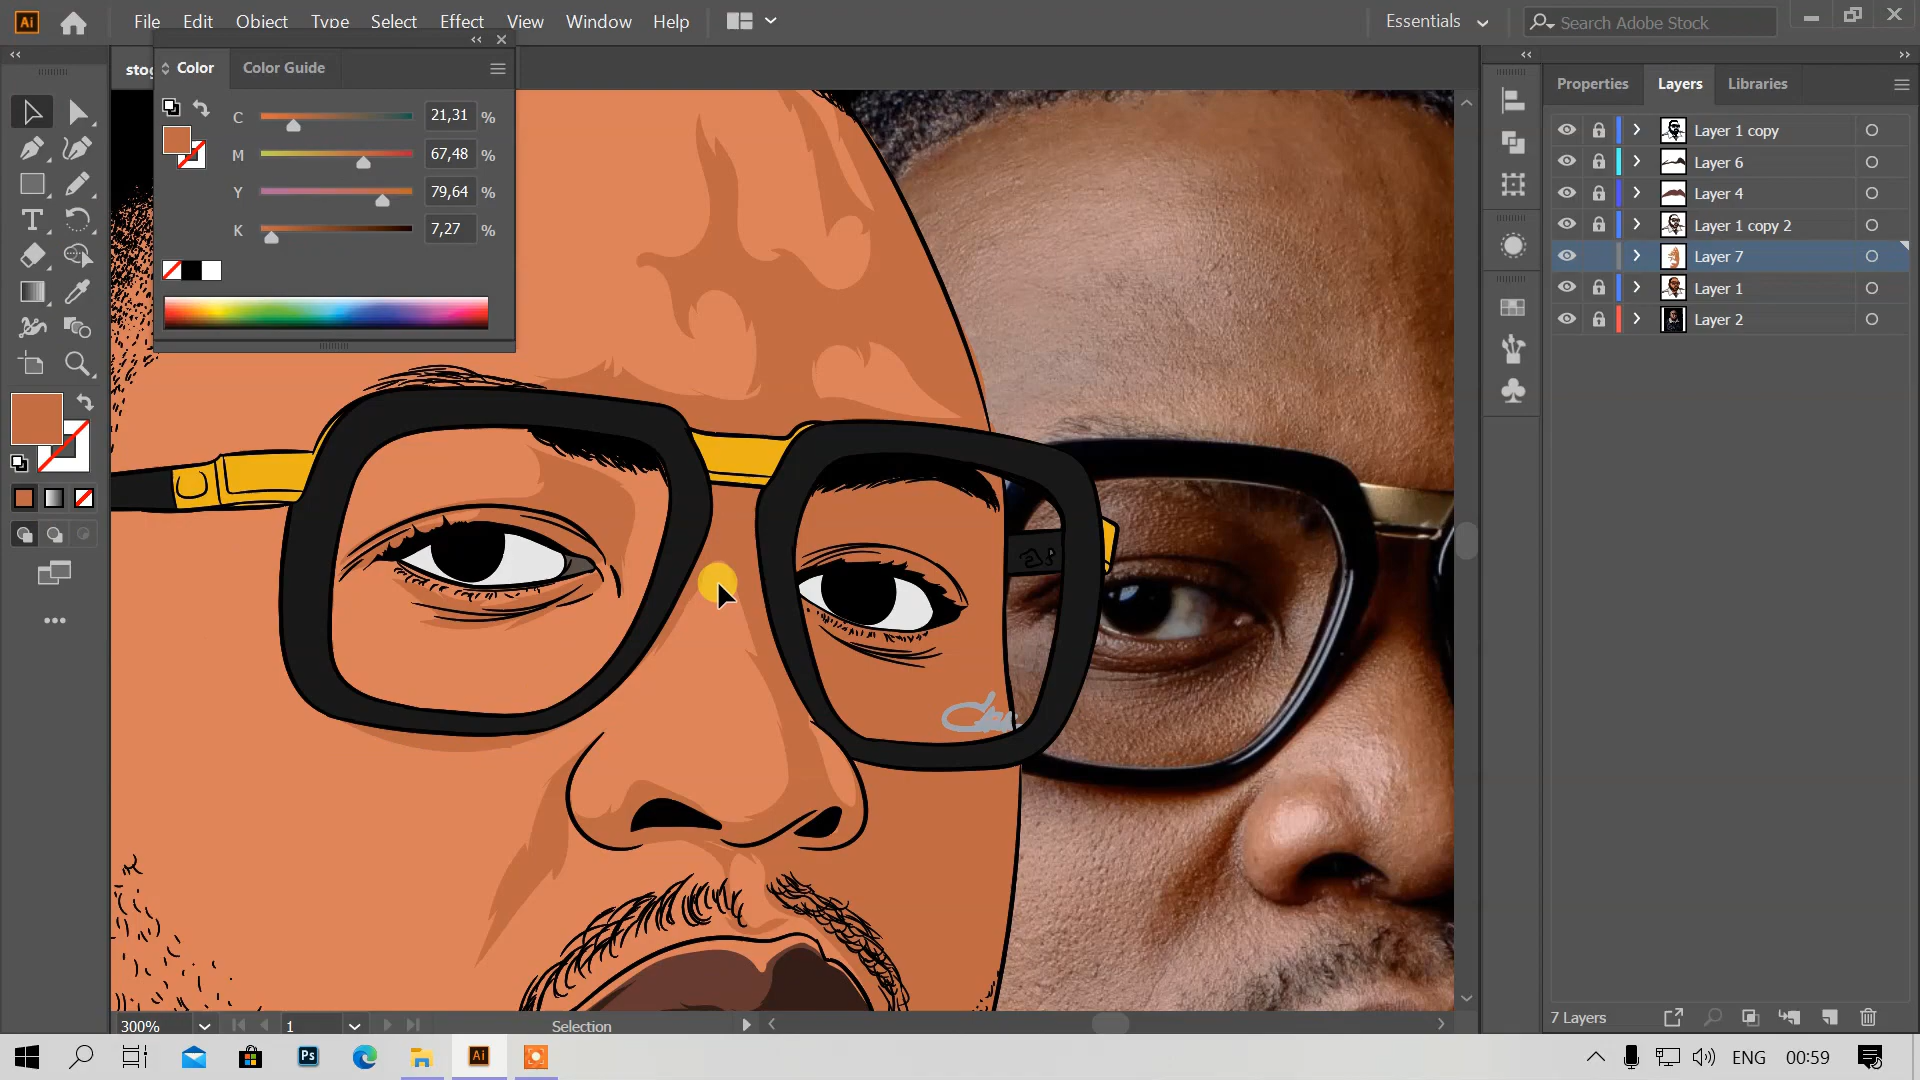 Ai File Edit Object Type Select Effect View Window Help Essentials Search Adobe Stock
Color Color Guide
Properties Layers Libraries
C 21,31 %
M 67,48 %
Y 79,64 %
K 7,27 %
Layer 1 copy
Layer 6
Layer 4
Layer 1 copy 2
Layer 7
Layer 1
Layer 2
300% 1 Selection
7 Layers
Ps Ai ENG 00:59